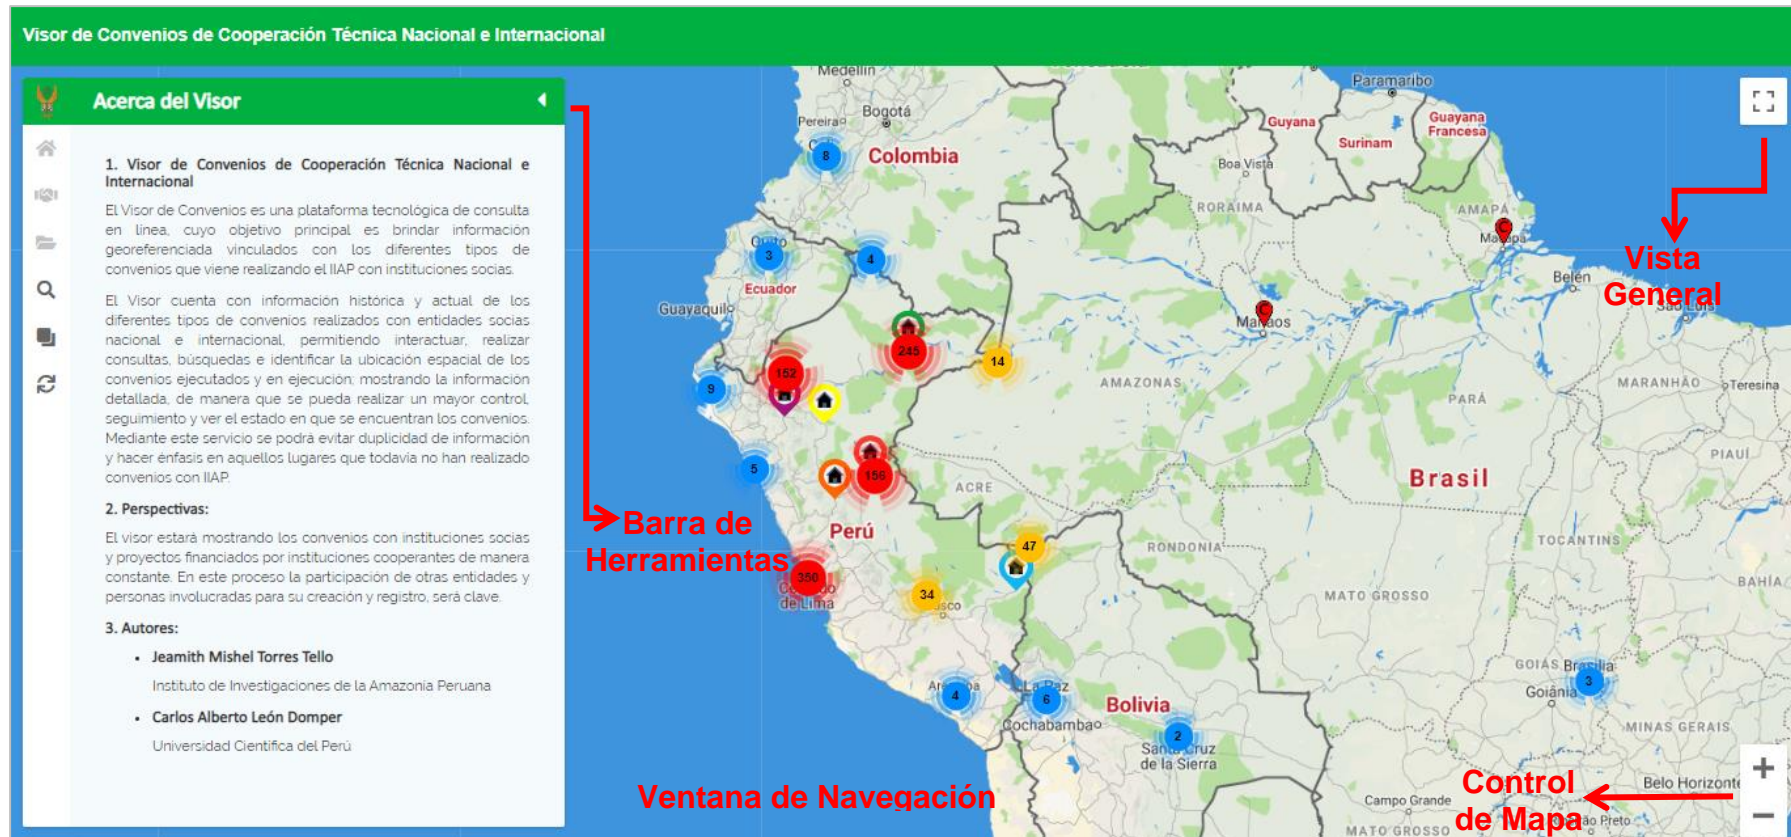 Visor de Convenios de Cooperación Técnica Nacional e Internacional
Acerca del Visor
1. Visor de Convenios de Cooperación Técnica Nacional e
Internacional
El Visor de Convenios es una plataforma tecnológica de consulta
en línea, cuyo objetivo principal es brindar información
georeferenciada vinculados con los diferentes tipos de
convenios que viene realizando el IIAP con instituciones socias.
El Visor cuenta con información histórica y actual de los
diferentes tipos de convenios realizados con entidades socias
nacional e internacional, permitiendo interactuar, realizar
consultas, búsquedas e identificar la ubicación espacial de los
convenios ejecutados y en ejecución; mostrando la información
detallada, de manera que se pueda realizar un mayor control,
seguimiento y ver el estado en que se encuentran los convenios.
Mediante este servicio se podrá evitar duplicidad de información
y hacer énfasis en aquellos lugares que todavía no han realizado
convenios con IIAP.
2. Perspectivas:
El visor estará mostrando los convenios con instituciones socias
y proyectos financiados por instituciones cooperantes de manera
constante. En este proceso la participación de otras entidades y
personas involucradas para su creación y registro, será clave.
3. Autores:
• Jeamith Mishel Torres Tello
Instituto de Investigaciones de la Amazonía Peruana
• Carlos Alberto León Domper
Universidad Científica del Perú
Medellín
Bogotá
Pereira
8
Colombia
Paramaribo
Guyana
Surinam
Guayana
Francesa
Boa Vista
RORAIMA
AMAPÁ
C
Macapá
Quito
3
4
Ecuador
Guayaquil
Belén
Vista
General
São Luís
C
Manaos
245
14
152
9
AMAZONAS
PARÁ
MARANHÃO
Teresina
5
156
ACRE
Brasil
PIAUÍ
Barra de
Herramientas
Perú
47
RONDONIA
TOCANTINS
350
de Lima
34
MATO GROSSO
BAHÍA
4
La Paz
6
Bolivia
Cochabamba
2
Santa Cruz
de la Sierra
GOIÁS
Brasilia
3
Goiânia
MINAS GERAIS
Ventana de Navegación
Control
de Mapa
Belo Horizonte
Campo Grande
MATO GROSSO
Preto
+
−